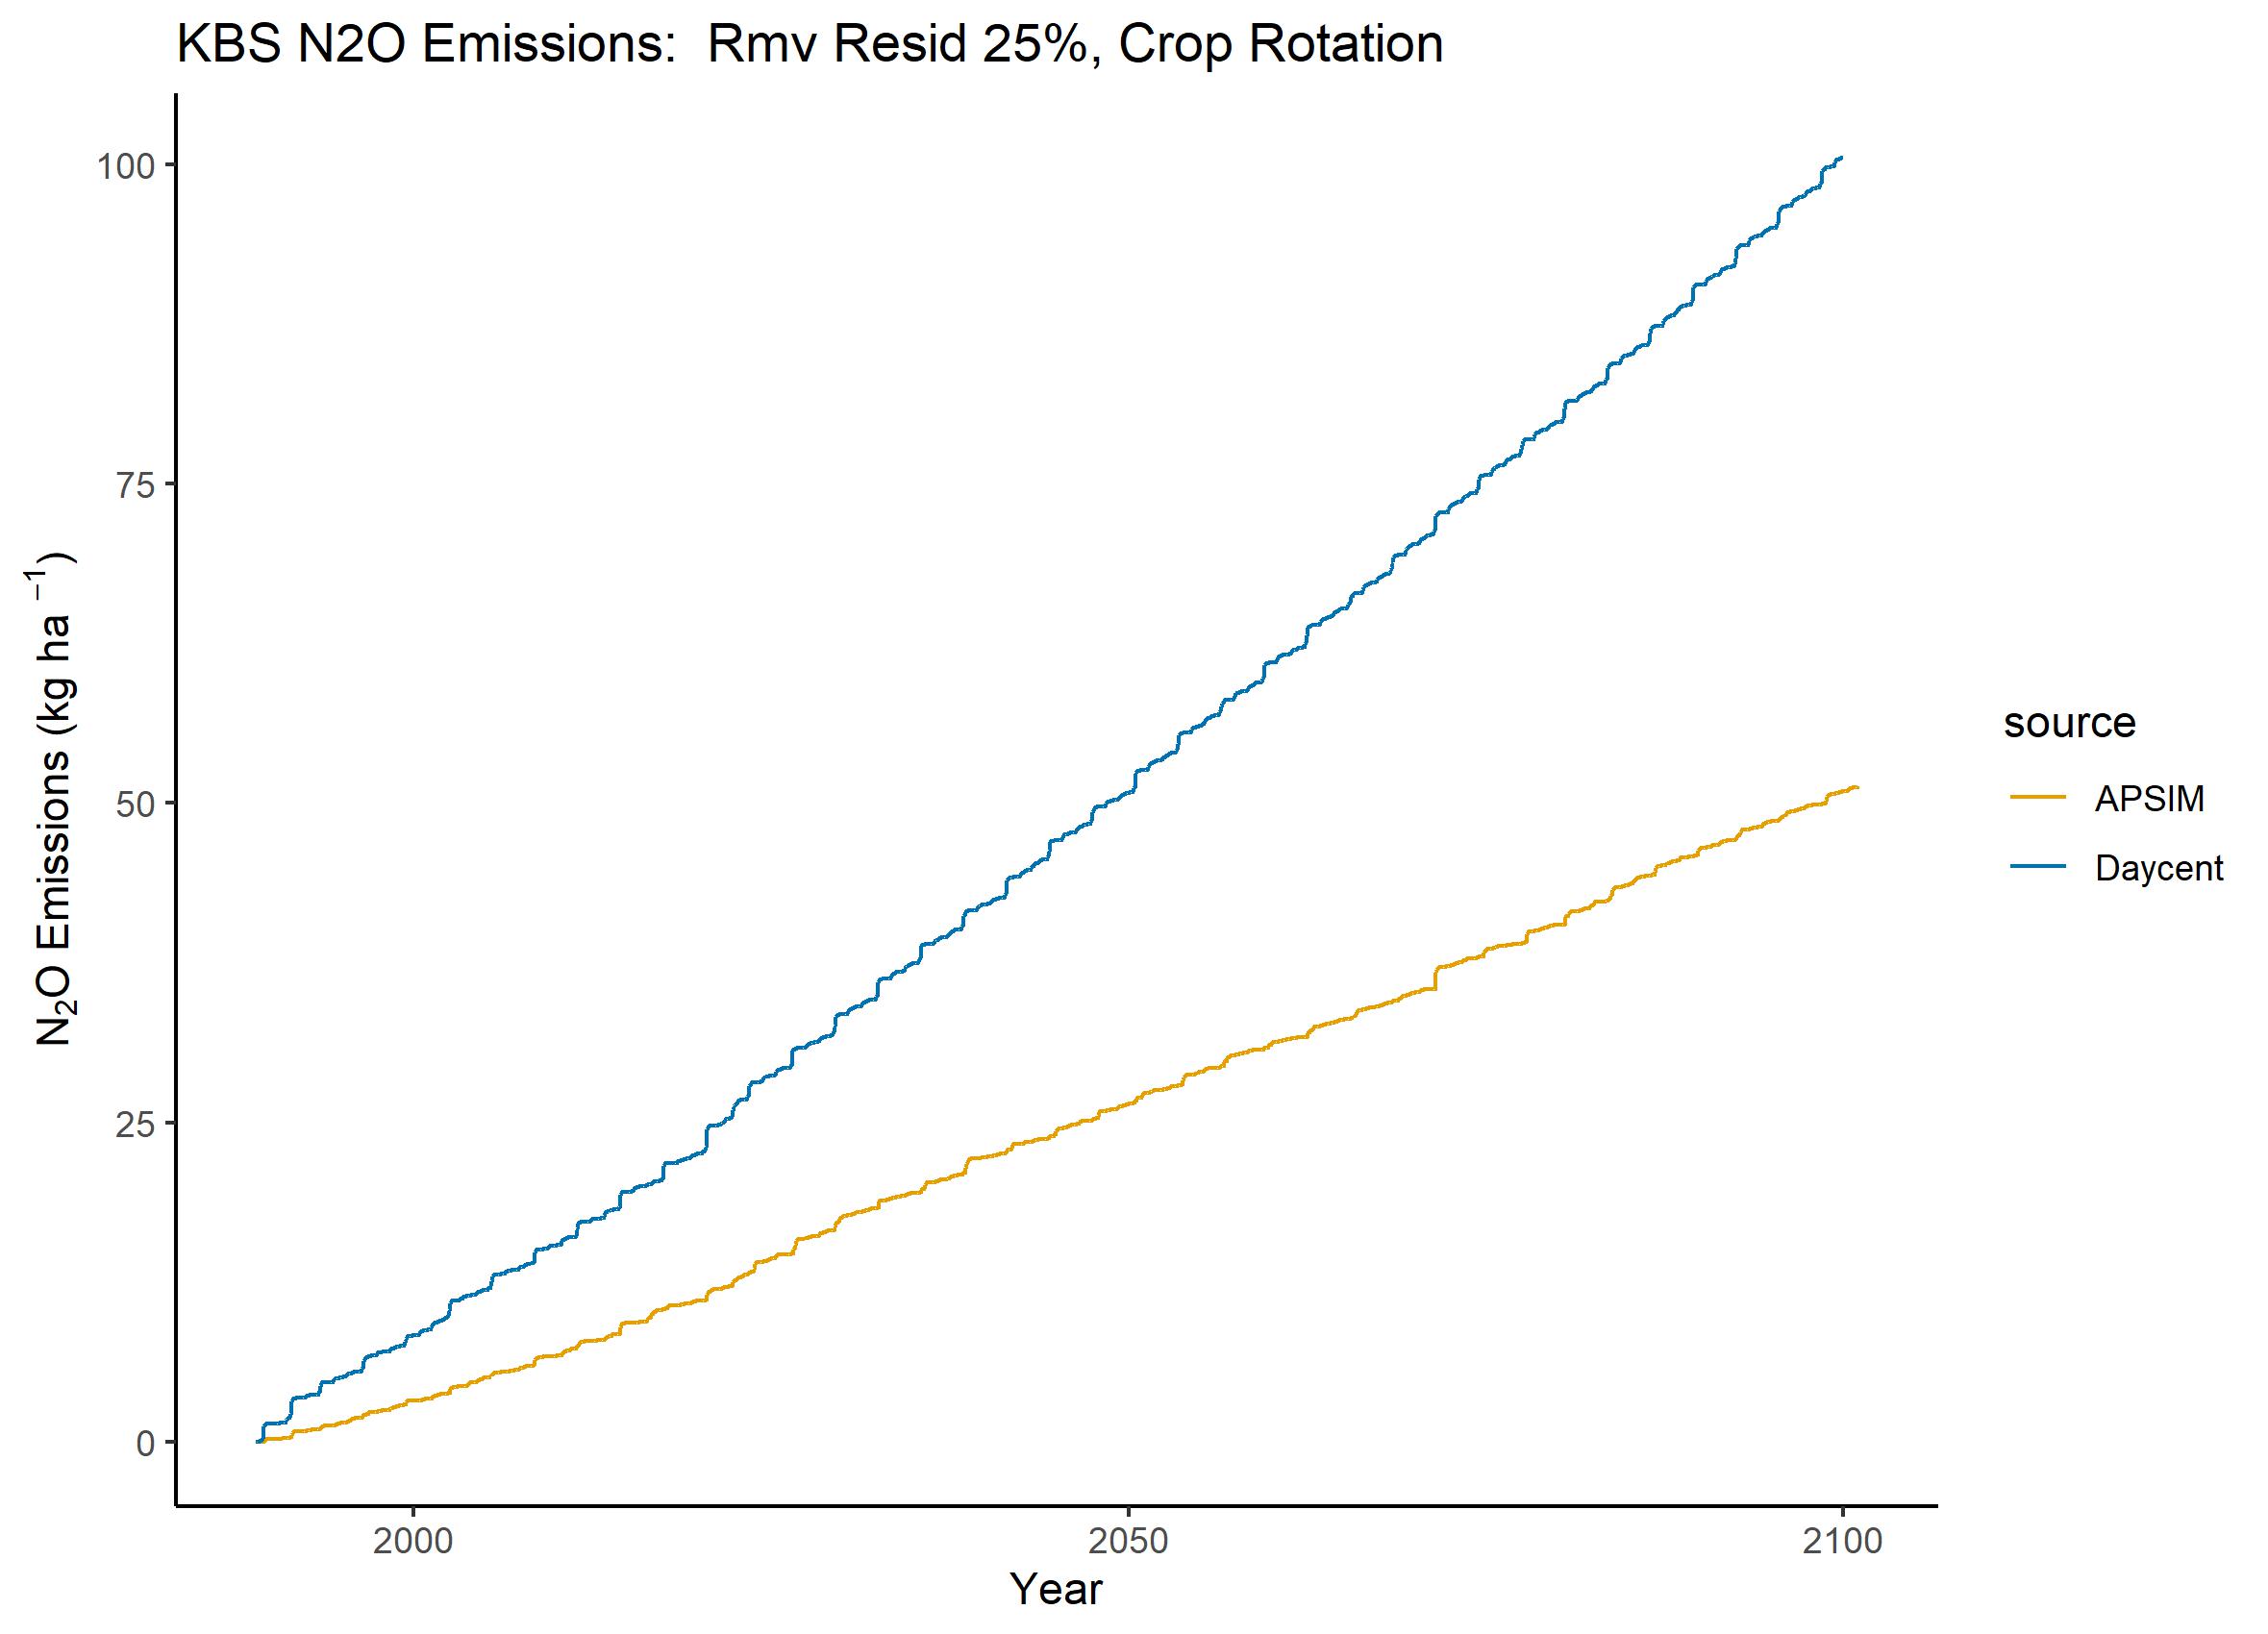 KBS N2O Emissions:  Rmv Resid 25%, Crop Rotation
N₂O Emissions (kg ha ⁻¹)
100
75
50
25
0
2000 2050 2100
Year
source
APSIM
Daycent